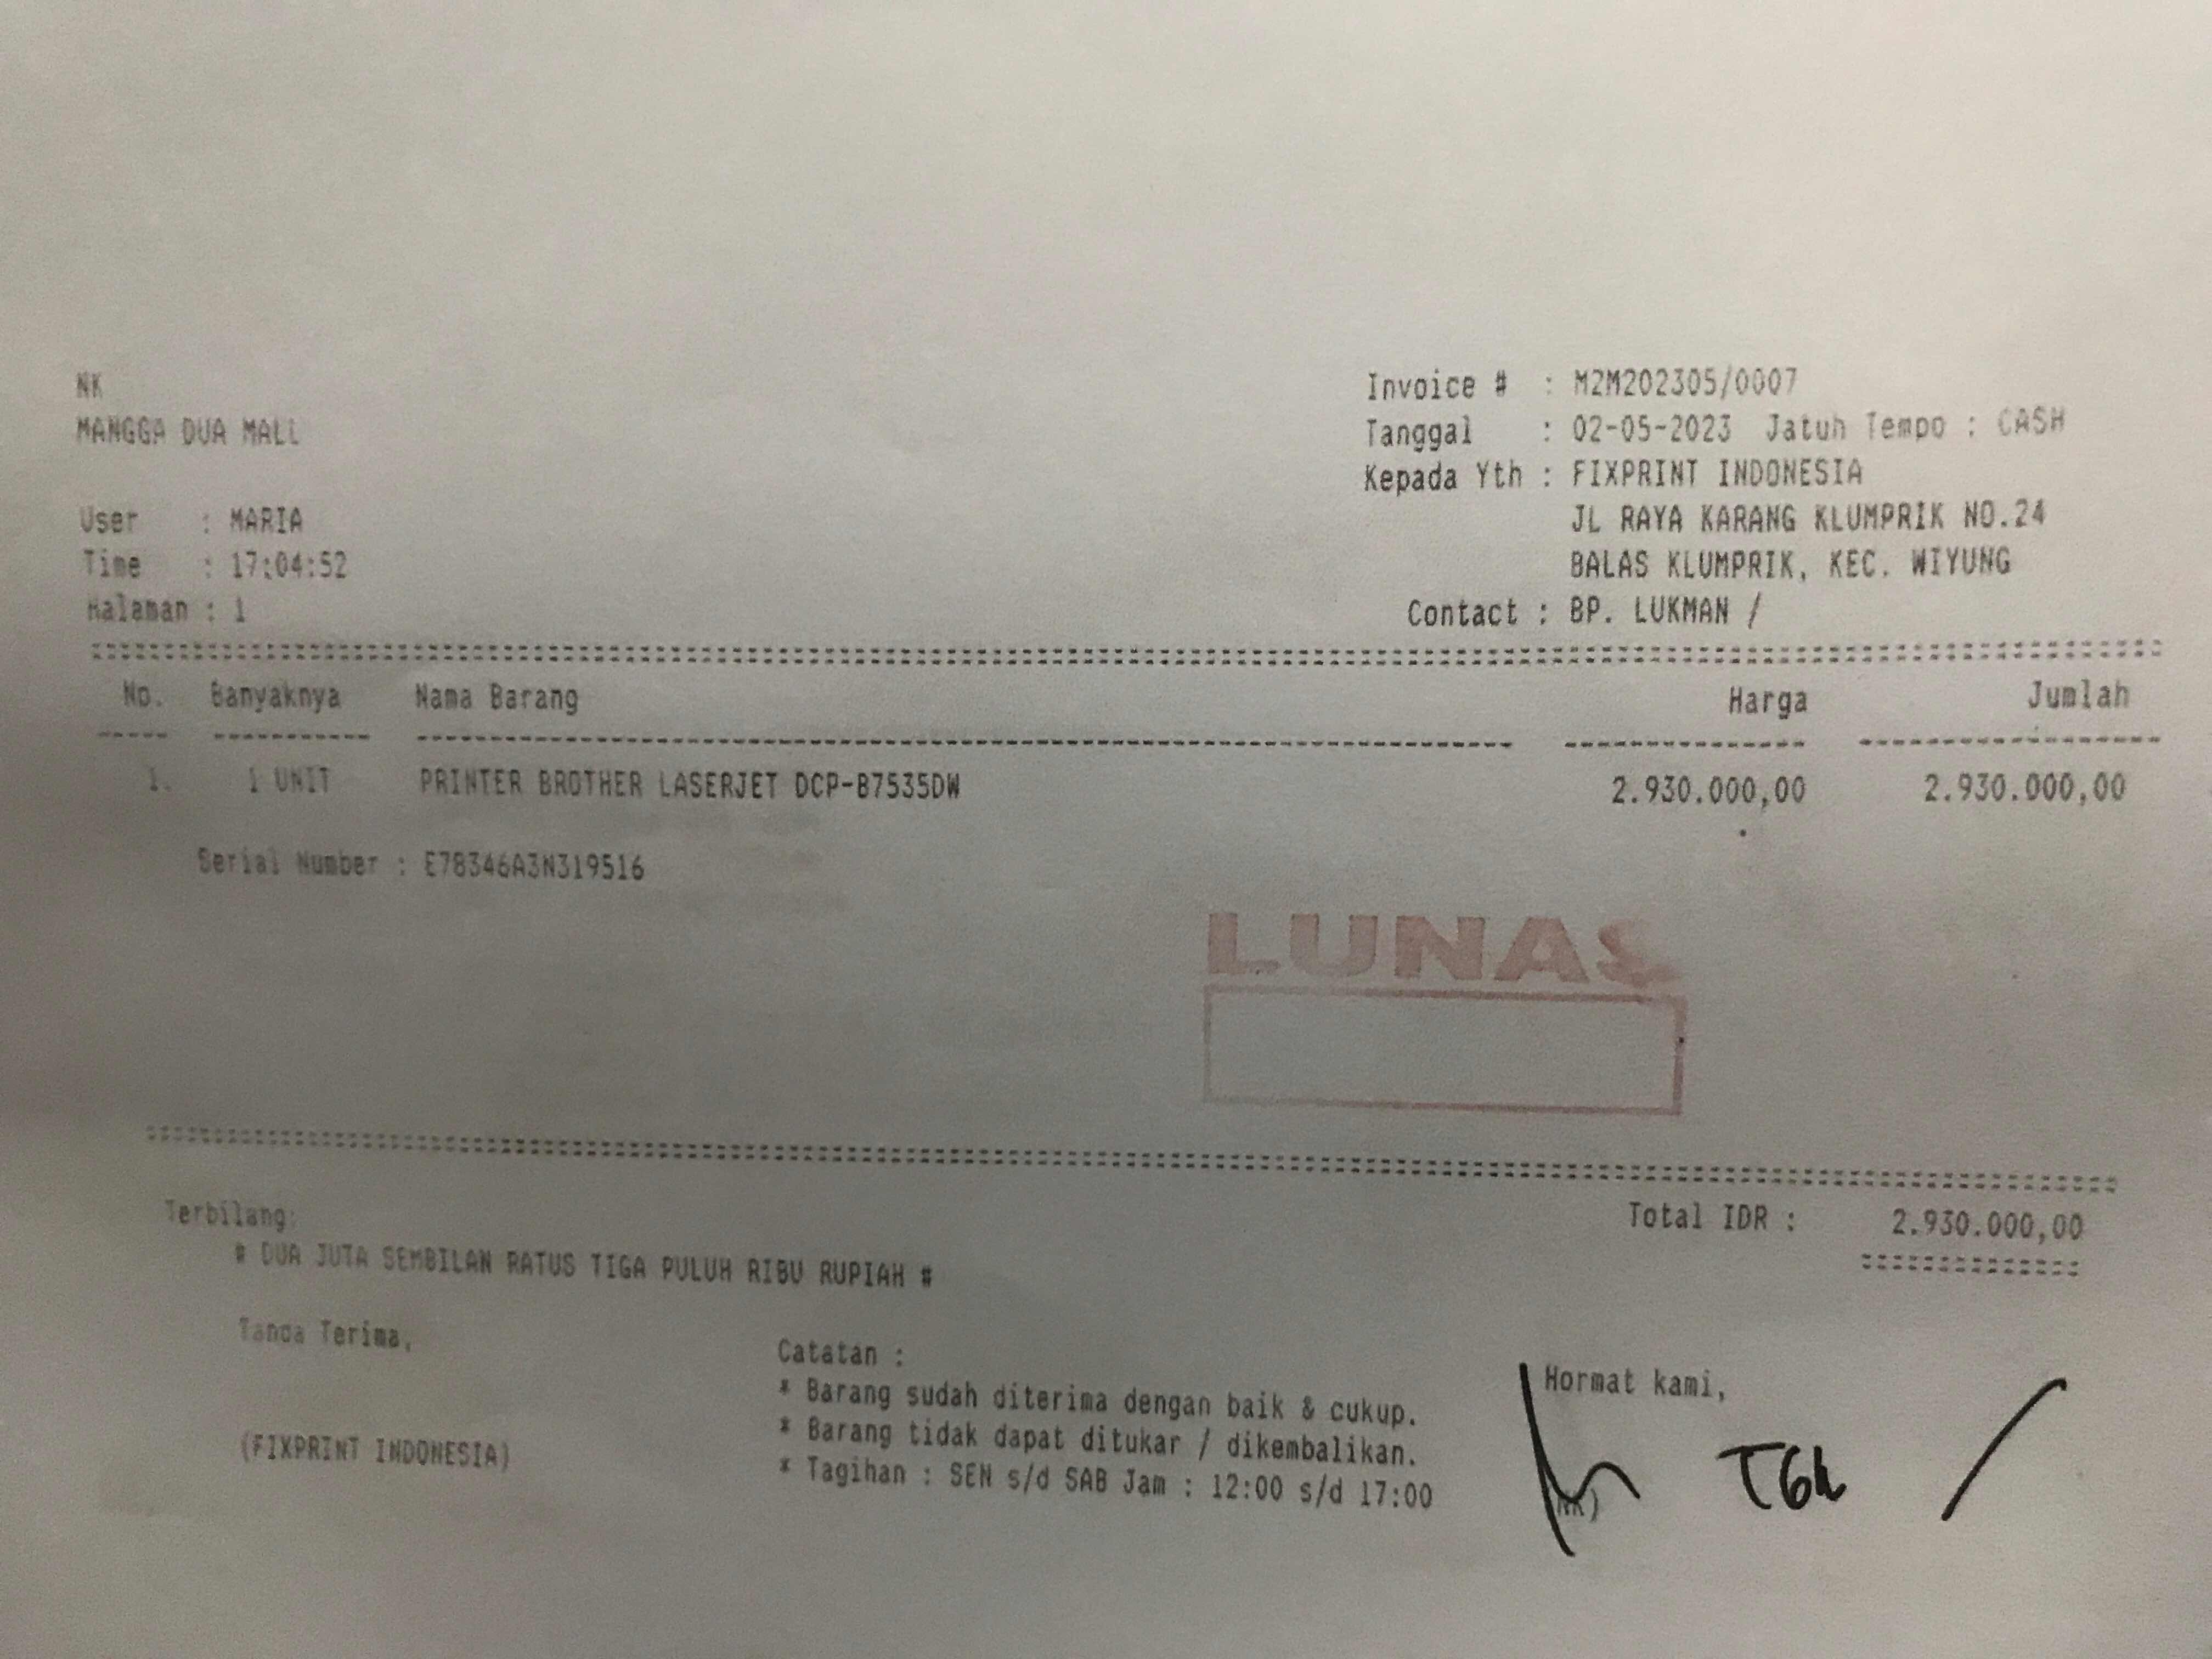 NK
MANGGA DUA MALL
User : MARIA
Time : 17:04:52
Halaman : 1
Invoice # : M2M202305/0007
Tanggal : 02-05-2023 Jatuh Tempo : CASH
Kepada Yth : FIXPRINT INDONESIA
JL RAYA KARANG KLUMPRIK NO.24
BALAS KLUMPRIK, KEC. WIYUNG
Contact : BP. LUKMAN /
No. Banyaknya Nama Barang Harga Jumlah
1. 1 UNIT PRINTER BROTHER LASERJET DCP-B7535DW 2.930.000,00 2.930.000,00
Serial Number : E78346A3N319516
LUNAS
Terbilang:
# DUA JUTA SEMBILAN RATUS TIGA PULUH RIBU RUPIAH #
Total IDR : 2.930.000,00
Tanda Terima,
(FIXPRINT INDONESIA)
Catatan :
* Barang sudah diterima dengan baik & cukup.
* Barang tidak dapat ditukar / dikembalikan.
* Tagihan : SEN s/d SAB Jam : 12:00 s/d 17:00
Hormat kami,
(NK)